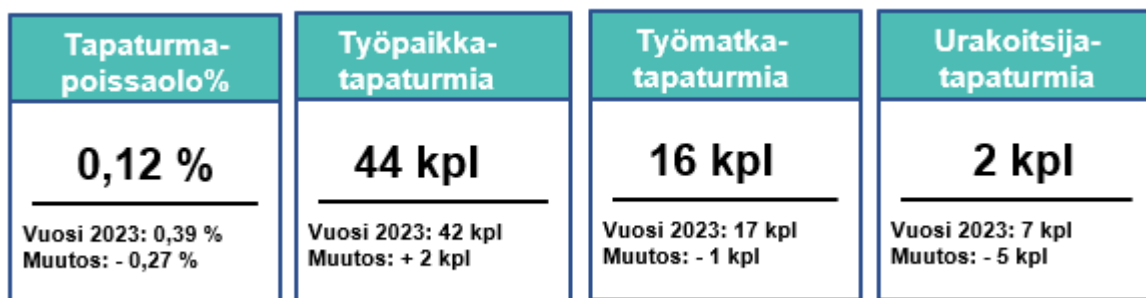 Tapaturma-
poissaolo%
0,12 %
Vuosi 2023: 0,39 %
Muutos: - 0,27 %
Työpaikka-
tapaturmia
44 kpl
Vuosi 2023: 42 kpl
Muutos: + 2 kpl
Työmatka-
tapaturmia
16 kpl
Vuosi 2023: 17 kpl
Muutos: - 1 kpl
Urakoitsija-
tapaturmia
2 kpl
Vuosi 2023: 7 kpl
Muutos: - 5 kpl